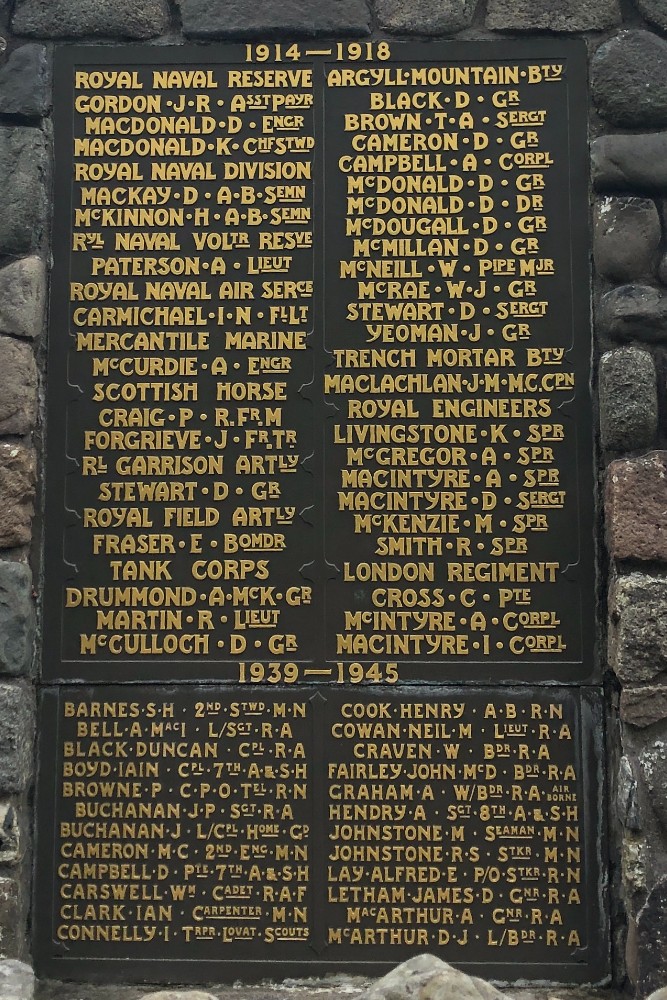 1914—1918
ROYAL NAVAL RESERVE
GORDON·J·R·ASSTPAYR
MACDONALD·D·ENGR
MACDONALD·K·CHFSTWD
ROYAL NAVAL DIVISION
MACKAY·D·A·B·SEMN
McKINNON·H·A·B·SEMN
RYL NAVAL VOLTR RESVE
PATERSON·A·LIEUT
ROYAL NAVAL AIR SERCE
CARMICHAEL·I·N·FLLT
MERCANTILE MARINE
McCURDIE·A·ENGR
SCOTTISH HORSE
CRAIG·P·R.FR.M
FORGRIEVE·J·FR.TR
RL GARRISON ARTLY
STEWART·D·GR
ROYAL FIELD ARTLY
FRASER·E·BOMDR
TANK CORPS
DRUMMOND·A·McK·GR
MARTIN·R·LIEUT
McCULLOCH·D·GR
ARGYLL·MOUNTAIN·BTY
BLACK·D·GR
BROWN·T·A·SERGT
CAMERON·D·GR
CAMPBELL·A·CORPL
McDONALD·D·GR
McDONALD·D·DR
McDOUGALL·D·GR
McMILLAN·D·GR
McNEILL·W·PIPE MJR
McRAE·W·J·GR
STEWART·D·SERGT
YEOMAN·J·GR
TRENCH MORTAR BTY
MACLACHLAN·J·M·M.C.CPN
ROYAL ENGINEERS
LIVINGSTONE·K·SPR
McGREGOR·A·SPR
MACINTYRE·A·SPR
MACINTYRE·D·SERGT
McKENZIE·M·SPR
SMITH·R·SPR
LONDON REGIMENT
CROSS·C·PTE
McINTYRE·A·CORPL
MACINTYRE·I·CORPL
1939—1945
BARNES·S·H·2ND·STWD·M·N
BELL·A·MACI·L/SGT·R·A
BLACK·DUNCAN·CPL·R·A
BOYD·IAIN·CPL·7TH·A·&·S·H
BROWNE·P·C·P·O·TEL·R·N
BUCHANAN·J·P·SGT·R·A
BUCHANAN·J·L/CPL·HOME·GD
CAMERON·M·C·2ND·ENG·M·N
CAMPBELL·D·PTE·7TH·A·&·S·H
CARSWELL·WM·CADET·R·A·F
CLARK·IAN·CARPENTER·M·N
CONNELLY·I·TRPR·LOVAT·SCOUTS
COOK·HENRY·A·B·R·N
COWAN·NEIL·M·LIEUT·R·A
CRAVEN·W·BDR·R·A
FAIRLEY·JOHN·McD·BDR·R·A
GRAHAM·A·W/BDR·R·A·AIR BORNE
HENDRY·A·SGT·8TH·A·&·S·H
JOHNSTONE·M·SEAMAN·M·N
JOHNSTONE·R·S·STKR·M·N
LAY·ALFRED·E·P/O·STKR·R·N
LETHAM·JAMES·D·GNR·R·A
MACARTHUR·A·GNR·R·A
McARTHUR·D·J·L/BDR·R·A